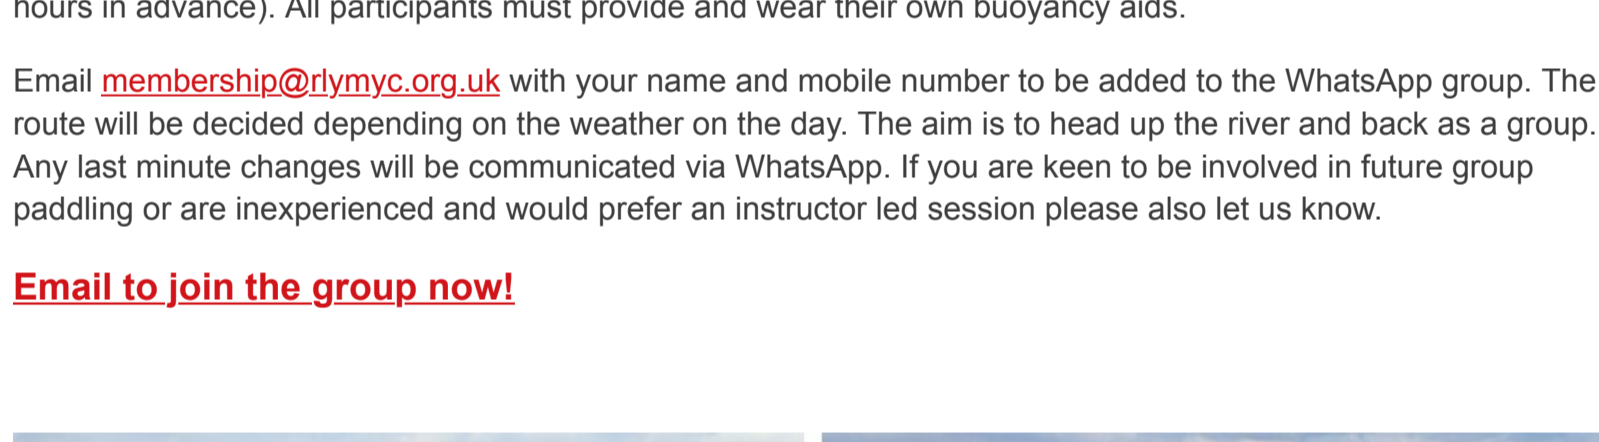 hours in advance). All participants must provide and wear their own buoyancy aids.
Email membership@rlymyc.org.uk with your name and mobile number to be added to the WhatsApp group. The
route will be decided depending on the weather on the day. The aim is to head up the river and back as a group.
Any last minute changes will be communicated via WhatsApp. If you are keen to be involved in future group
paddling or are inexperienced and would prefer an instructor led session please also let us know.
Email to join the group now!